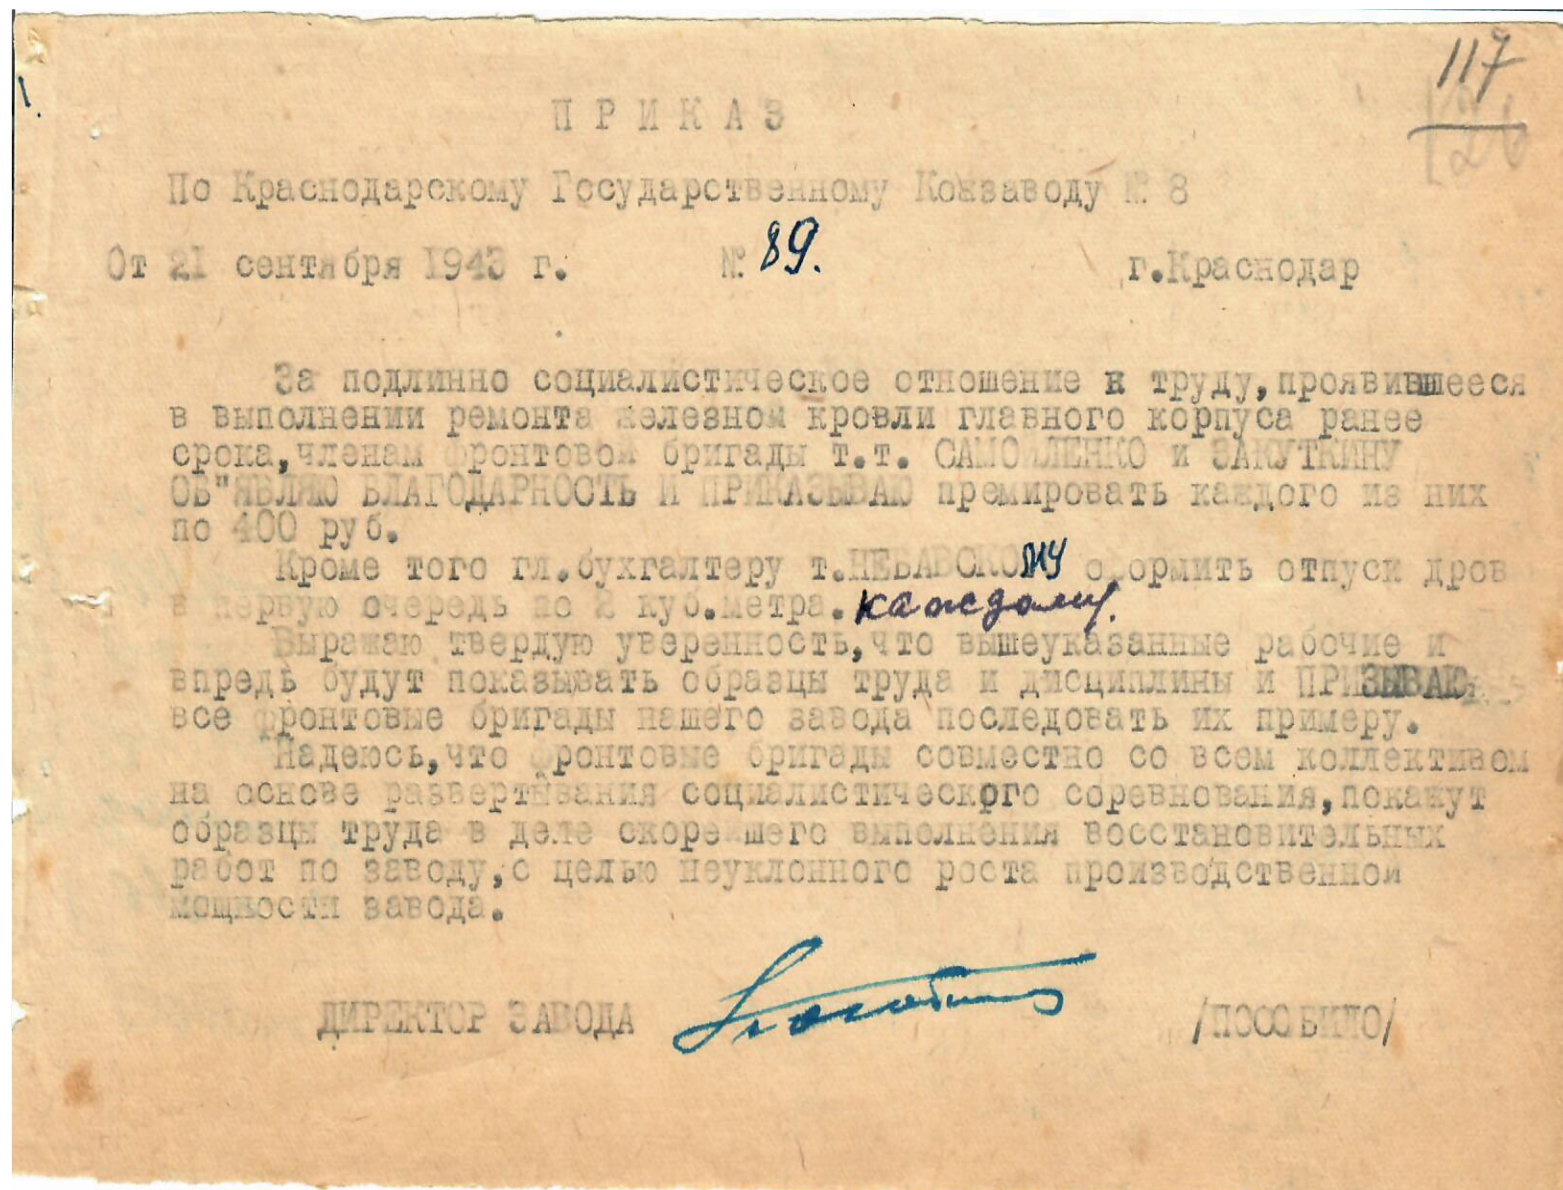 117
126
П Р И К А З
По Краснодарскому Государственному Кожзаводу № 8
От 21 сентября 1943 г. № 89. г.Краснодар
За подлинно социалистическое отношение к труду,проявившееся
в выполнении ремонта железной кровли главного корпуса ранее
срока,членам фронтовой бригады т.т. САМОЙЛЕНКО и ЗАКУТКИНУ
ОБ"ЯВЛЯЮ БЛАГОДАРНОСТЬ И ПРИКАЗЫВАЮ премировать каждого из них
по 400 руб.
Кроме того гл.бухгалтеру т.НЕБАВСКОМУ оформить отпуск дров
в первую очередь по 2 куб.метра. каждому.
Выражаю твердую уверенность,что вышеуказанные рабочие и
впредь будут показывать образцы труда и дисциплины и ПРИЗЫВАЮ
все фронтовые бригады нашего завода последовать их примеру.
Надеюсь,что фронтовые бригады совместно со всем коллективом
на основе развертывания социалистического соревнования,покажут
образцы труда в деле скорейшего выполнения восстановительных
работ по заводу,с целью неуклонного роста производственной
мощности завода.
ДИРЕКТОР ЗАВОДА /ПОСОБИЛО/